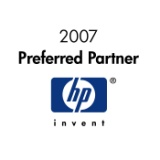 2007
Preferred Partner
hp ®
invent